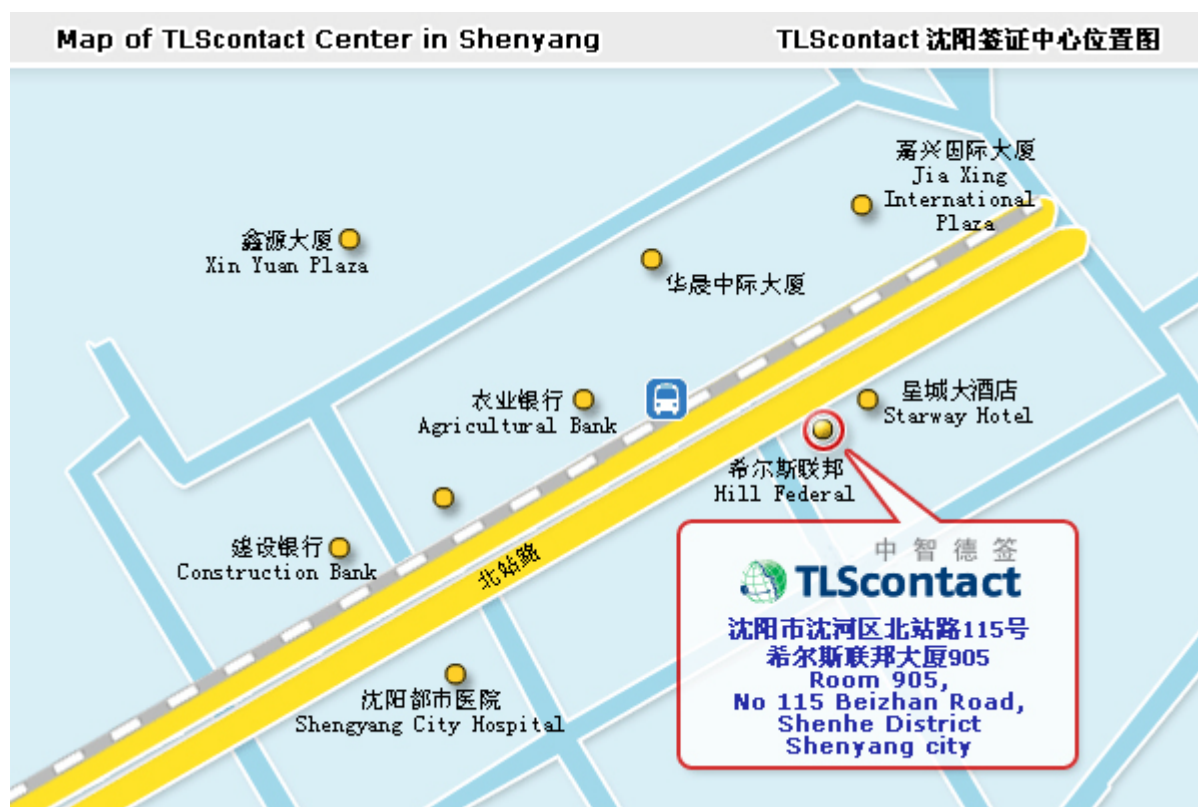 Map of TLScontact Center in Shenyang
TLScontact 沈阳签证中心位置图
嘉兴国际大厦
Jia Xing
International
Plaza
鑫源大厦
Xin Yuan Plaza
华晟中际大厦
农业银行
Agricultural Bank
星城大酒店
Starway Hotel
希尔斯联邦
Hill Federal
建设银行
Construction Bank
北站路
沈阳都市医院
Shengyang City Hospital
中智德签
TLScontact
沈阳市沈河区北站路115号
希尔斯联邦大厦905
Room 905,
No 115 Beizhan Road,
Shenhe District
Shenyang city